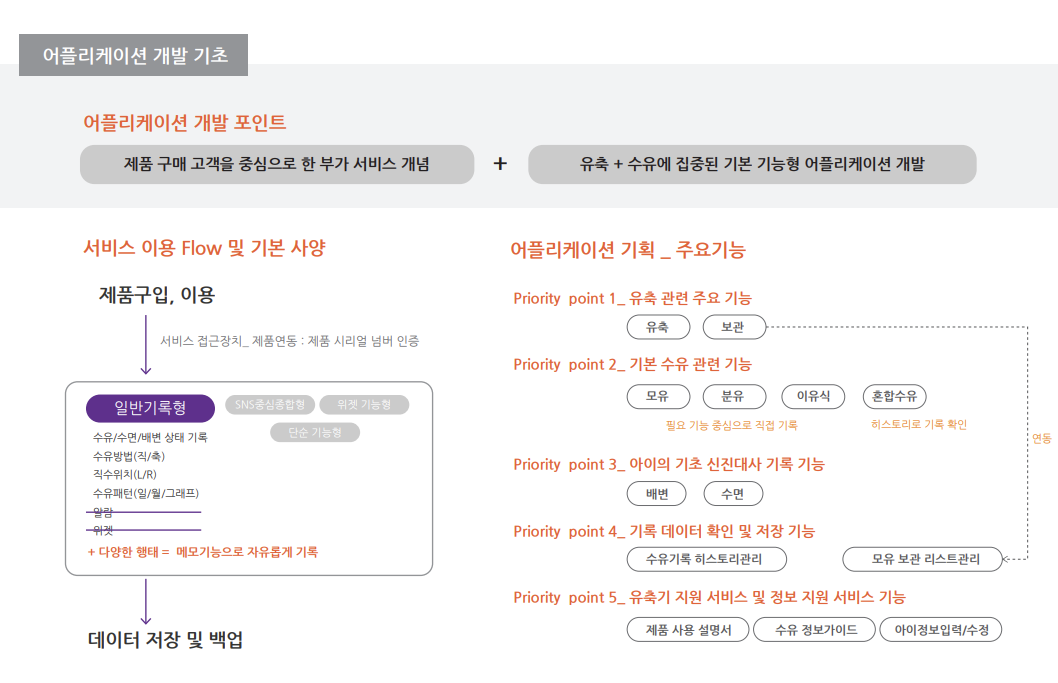 어플리케이션 개발 기초
어플리케이션 개발 포인트
제품 구매 고객을 중심으로 한 부가 서비스 개념
+
유축 + 수유에 집중된 기본 기능형 어플리케이션 개발
서비스 이용 Flow 및 기본 사양
제품구입, 이용
서비스 접근장치_ 제품연동 : 제품 시리얼 넘버 인증
일반기록형
SNS중심종합형
위젯 기능형
단순 기능형
수유/수면/배변 상태 기록
수유방법(직/축)
직수위치(L/R)
수유패턴(일/월/그래프)
알람
위젯
+ 다양한 행태 = 메모기능으로 자유롭게 기록
데이터 저장 및 백업
어플리케이션 기획 _ 주요기능
Priority point 1_ 유축 관련 주요 기능
유축
보관
Priority point 2_ 기본 수유 관련 기능
모유
분유
이유식
혼합수유
필요 기능 중심으로 직접 기록
히스토리로 기록 확인
연동
Priority point 3_ 아이의 기초 신진대사 기록 기능
배변
수면
Priority point 4_ 기록 데이터 확인 및 저장 기능
수유기록 히스토리관리
모유 보관 리스트관리
Priority point 5_ 유축기 지원 서비스 및 정보 지원 서비스 기능
제품 사용 설명서
수유 정보가이드
아이정보입력/수정